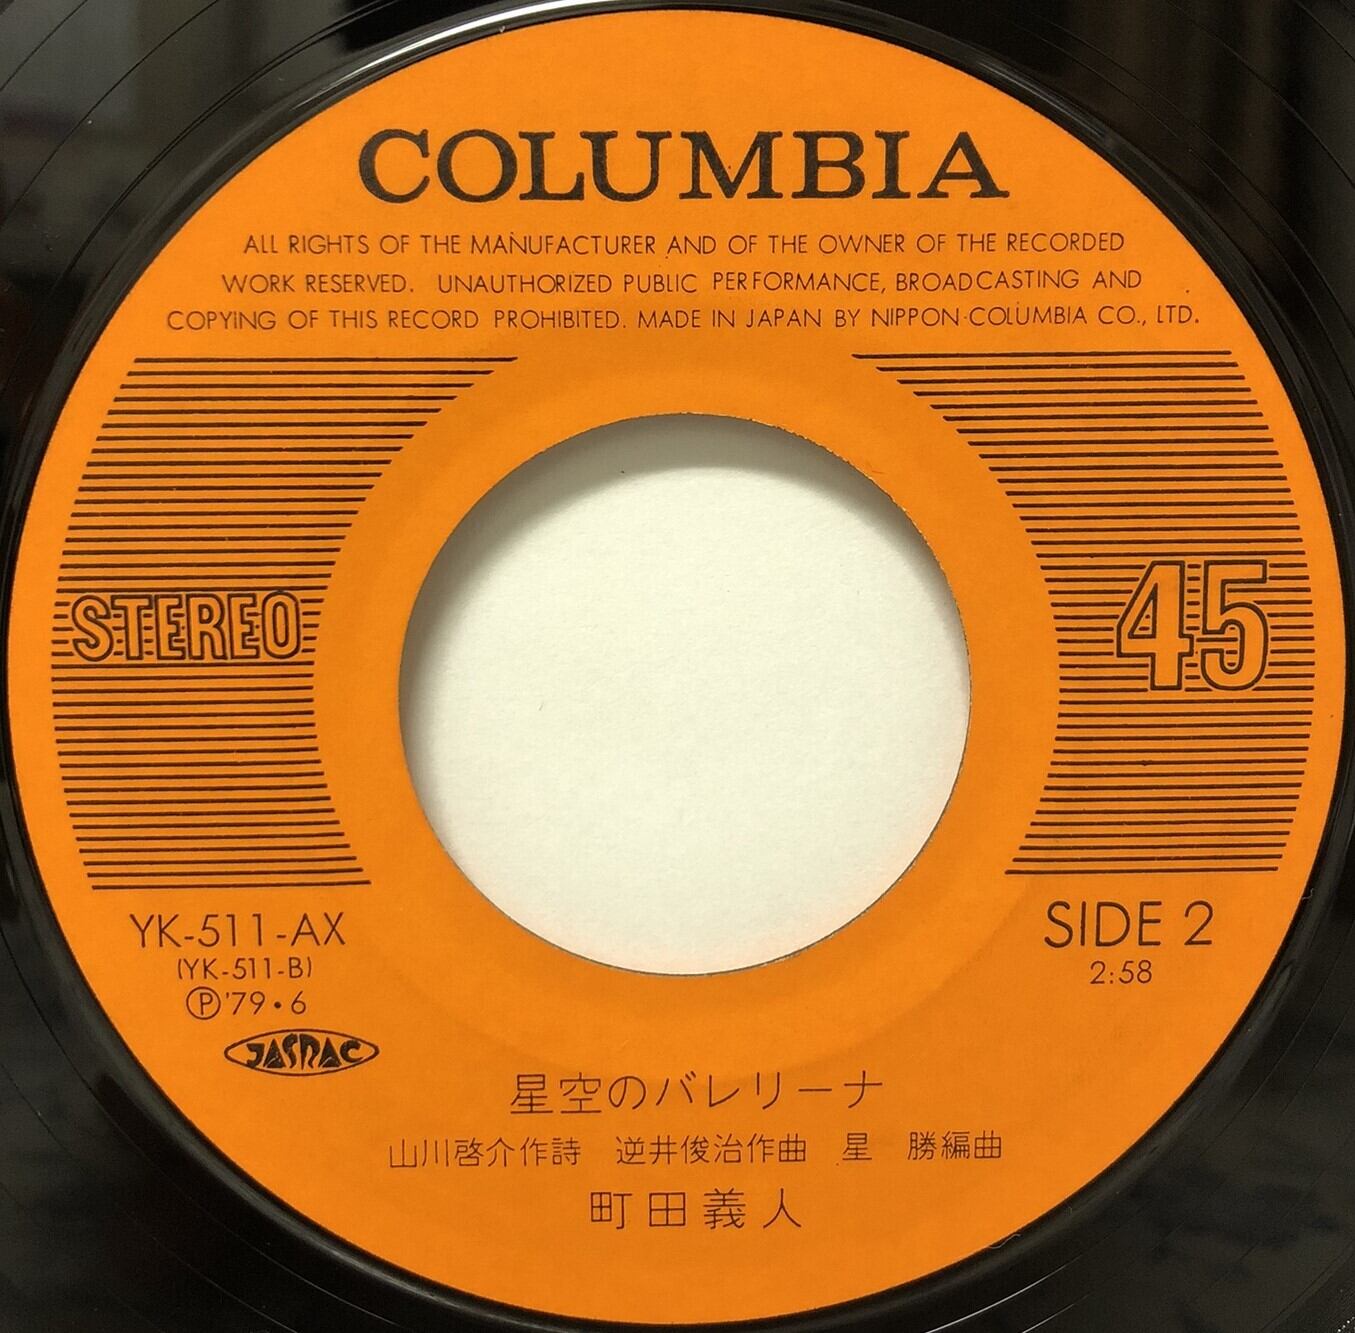 COLUMBIA
ALL RIGHTS OF THE MANUFACTURER AND OF THE OWNER OF THE RECORDED
WORK RESERVED. UNAUTHORIZED PUBLIC PERFORMANCE, BROADCASTING AND
COPYING OF THIS RECORD PROHIBITED. MADE IN JAPAN BY NIPPON COLUMBIA CO., LTD.
STEREO
45
YK-511-AX
(YK-511-B)
Ⓟ'79・6
JASRAC
SIDE 2
2:58
星空のバレリーナ
山川啓介作詩 逆井俊治作曲 星 勝編曲
町田義人